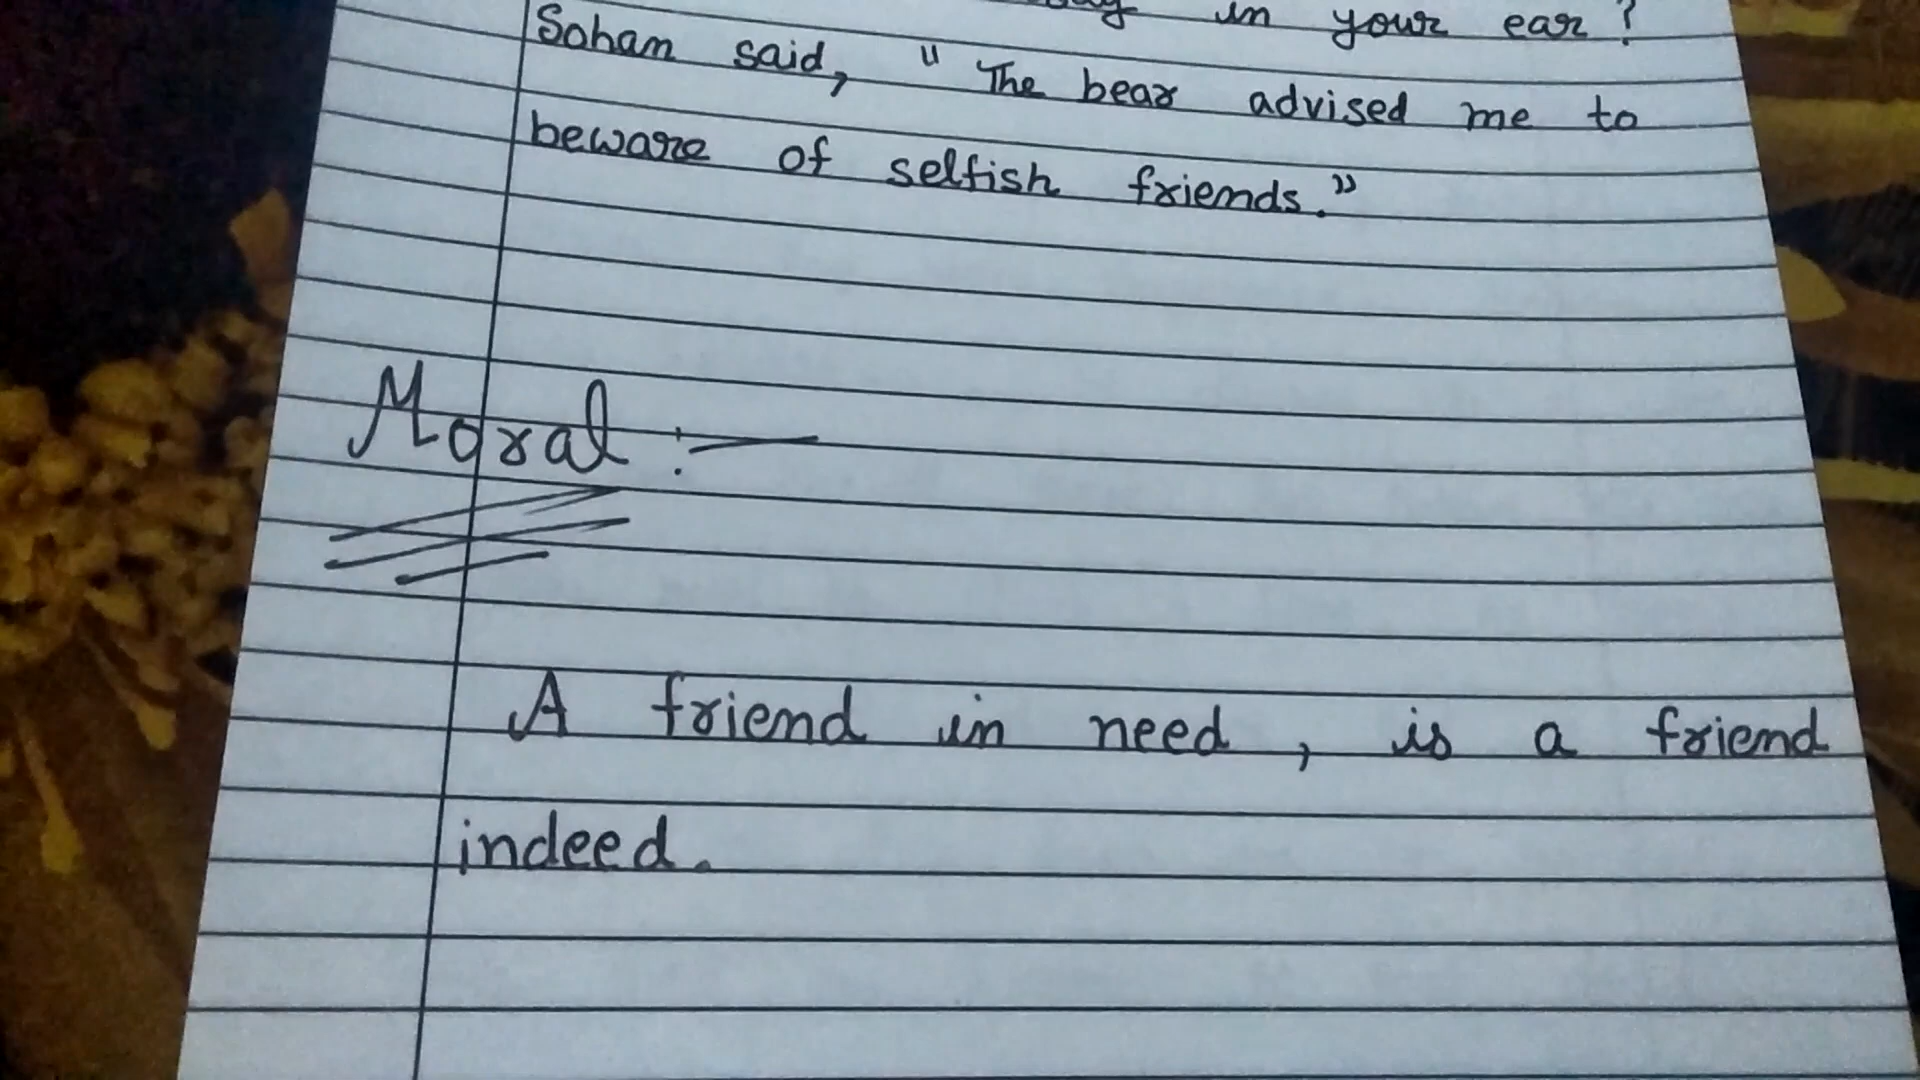 in your ear?
Soham said, " The bear advised me to
beware of selfish friends."
Moral :-
A friend in need, is a friend
indeed.